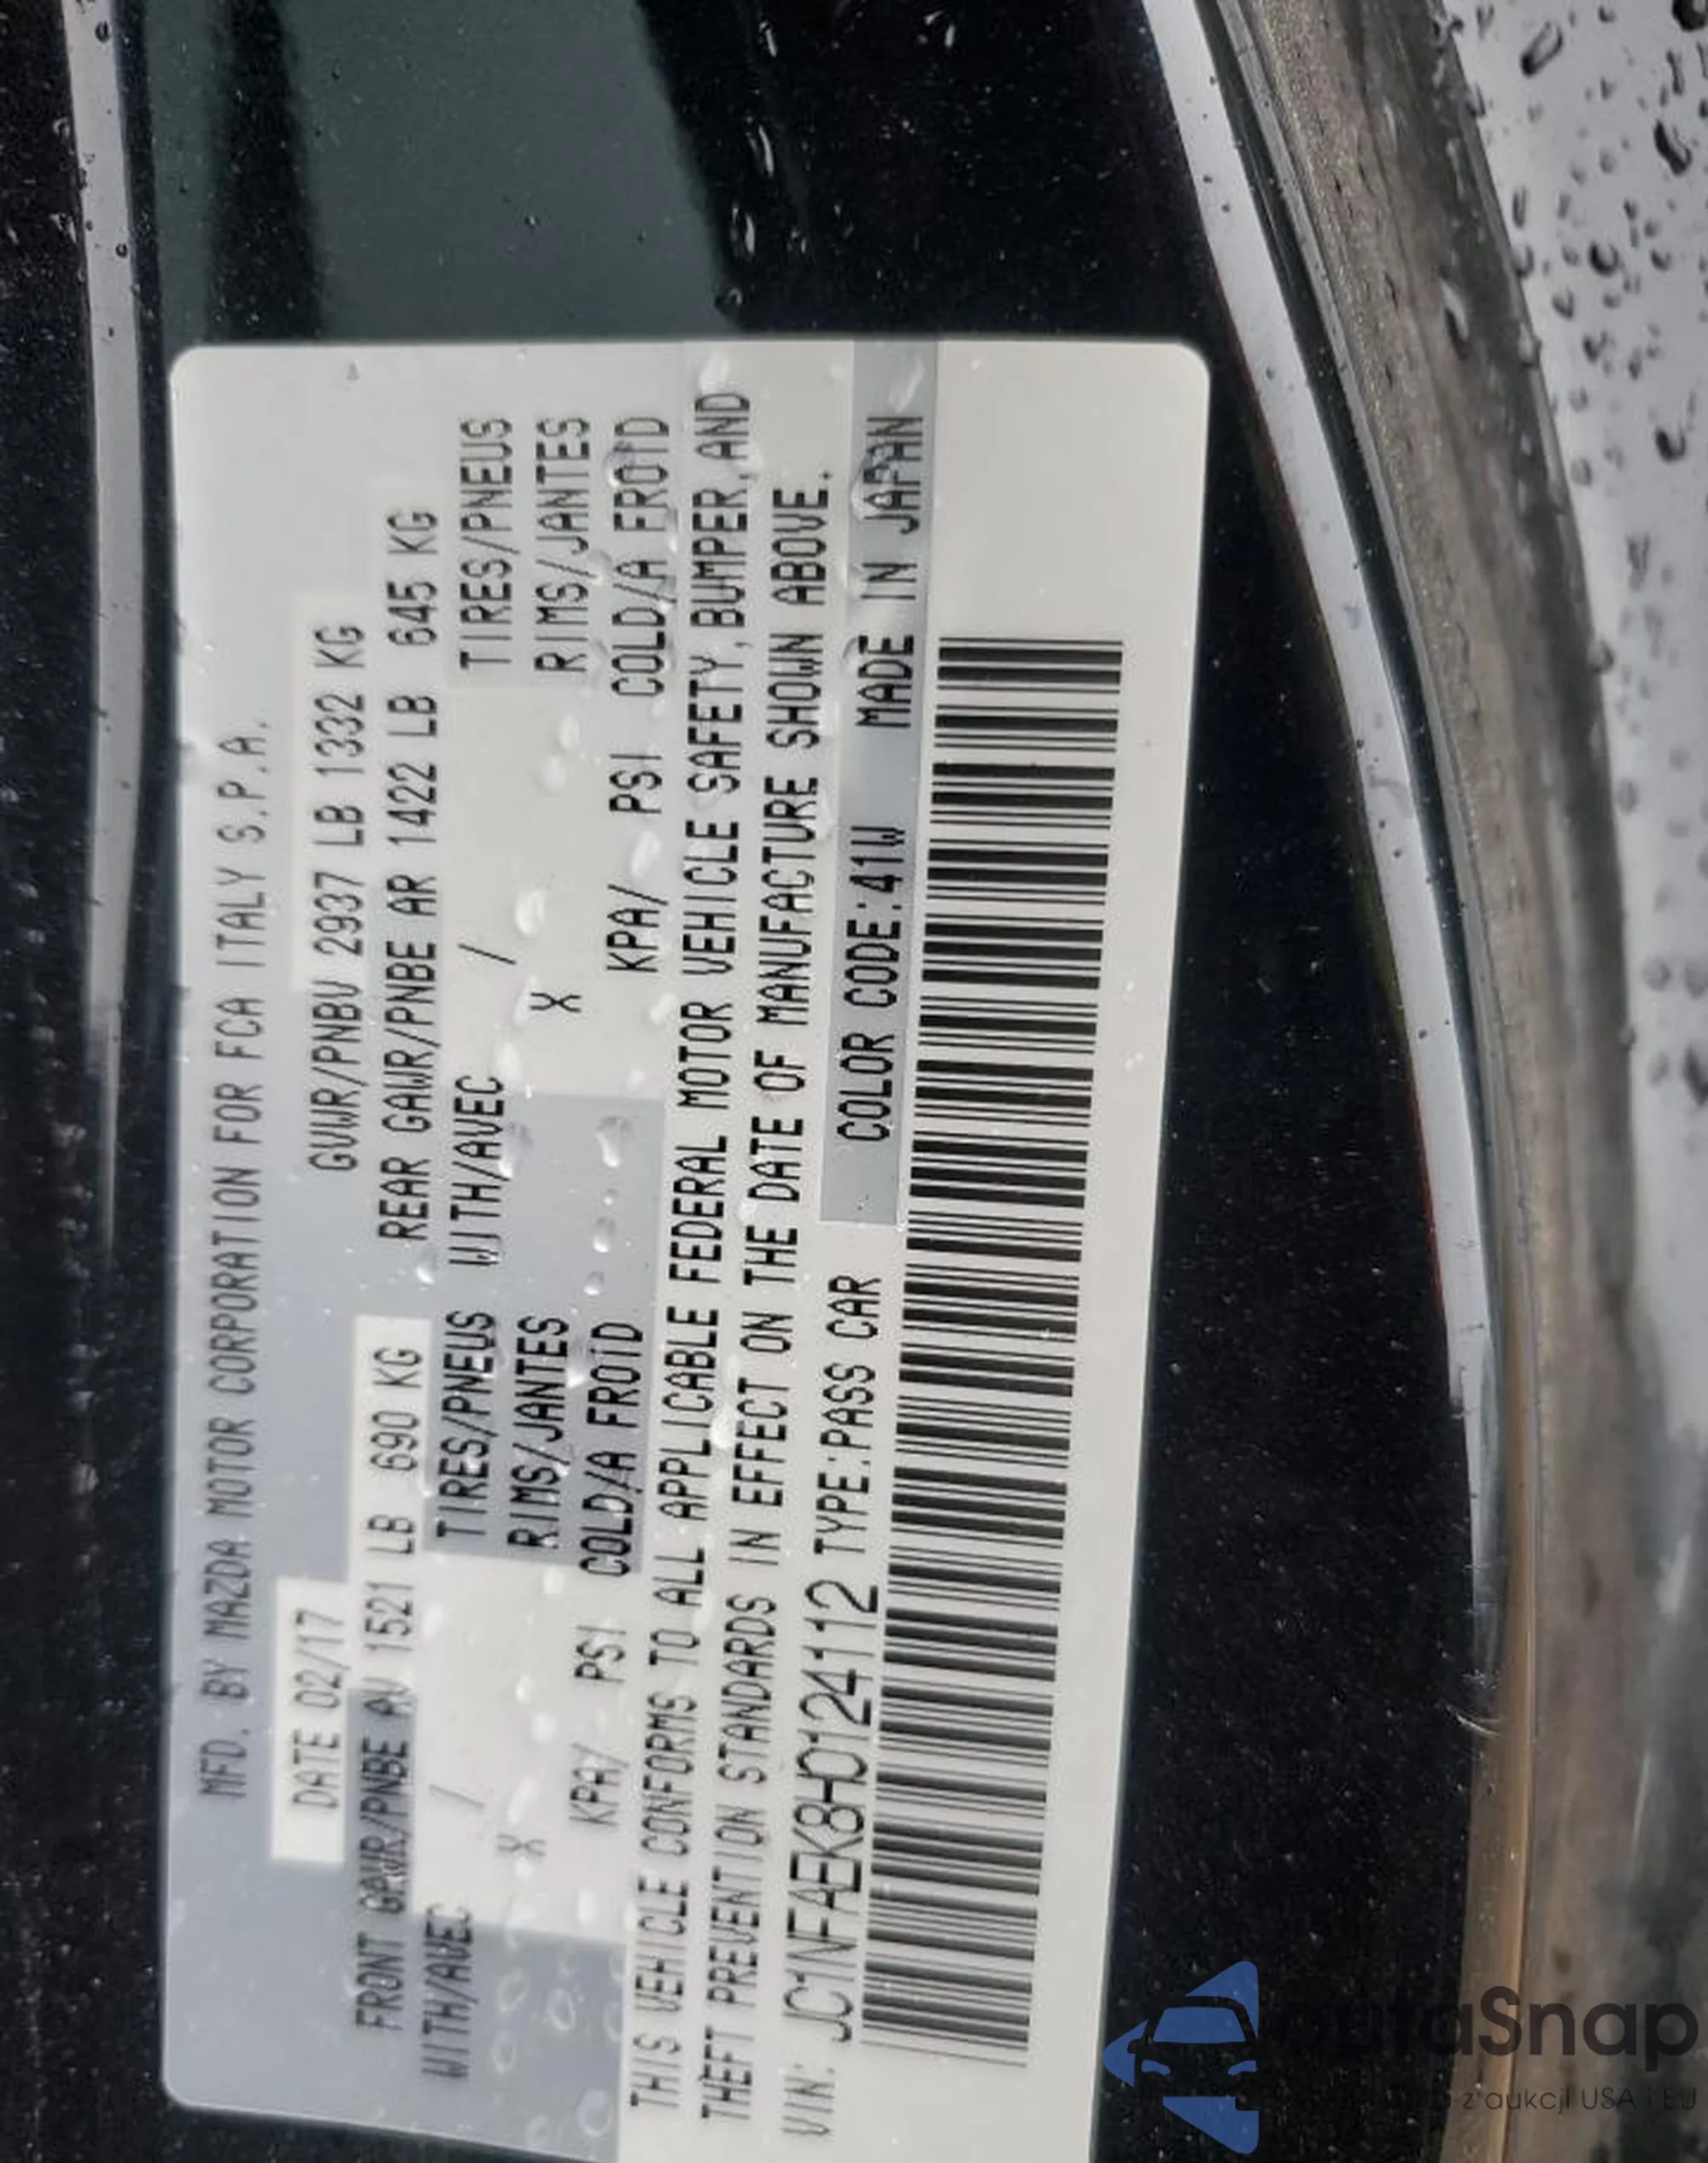 MFD. BY MAZDA MOTOR CORPORATION FOR FCA ITALY S.P.A.
DATE 02/17 GVWR/PNBV 2937 LB 1332 KG
FRONT GAWR/PNBE AV 1521 LB 690 KG REAR GAWR/PNBE AR 1422 LB 645 KG
WITH/AVEC / TIRES/PNEUS WITH/AVEC / TIRES/PNEUS
X RIMS/JANTES X RIMS/JANTES
KPA/ PSI COLD/A FROID KPA/ PSI COLD/A FROID
THIS VEHICLE CONFORMS TO ALL APPLICABLE FEDERAL MOTOR VEHICLE SAFETY, BUMPER, AND
THEFT PREVENTION STANDARDS IN EFFECT ON THE DATE OF MANUFACTURE SHOWN ABOVE.
VIN: JC1NFAEK8H0124112 TYPE:PASS CAR COLOR CODE:41W MADE IN JAPAN
autaSnap
z aukcji USA i EU